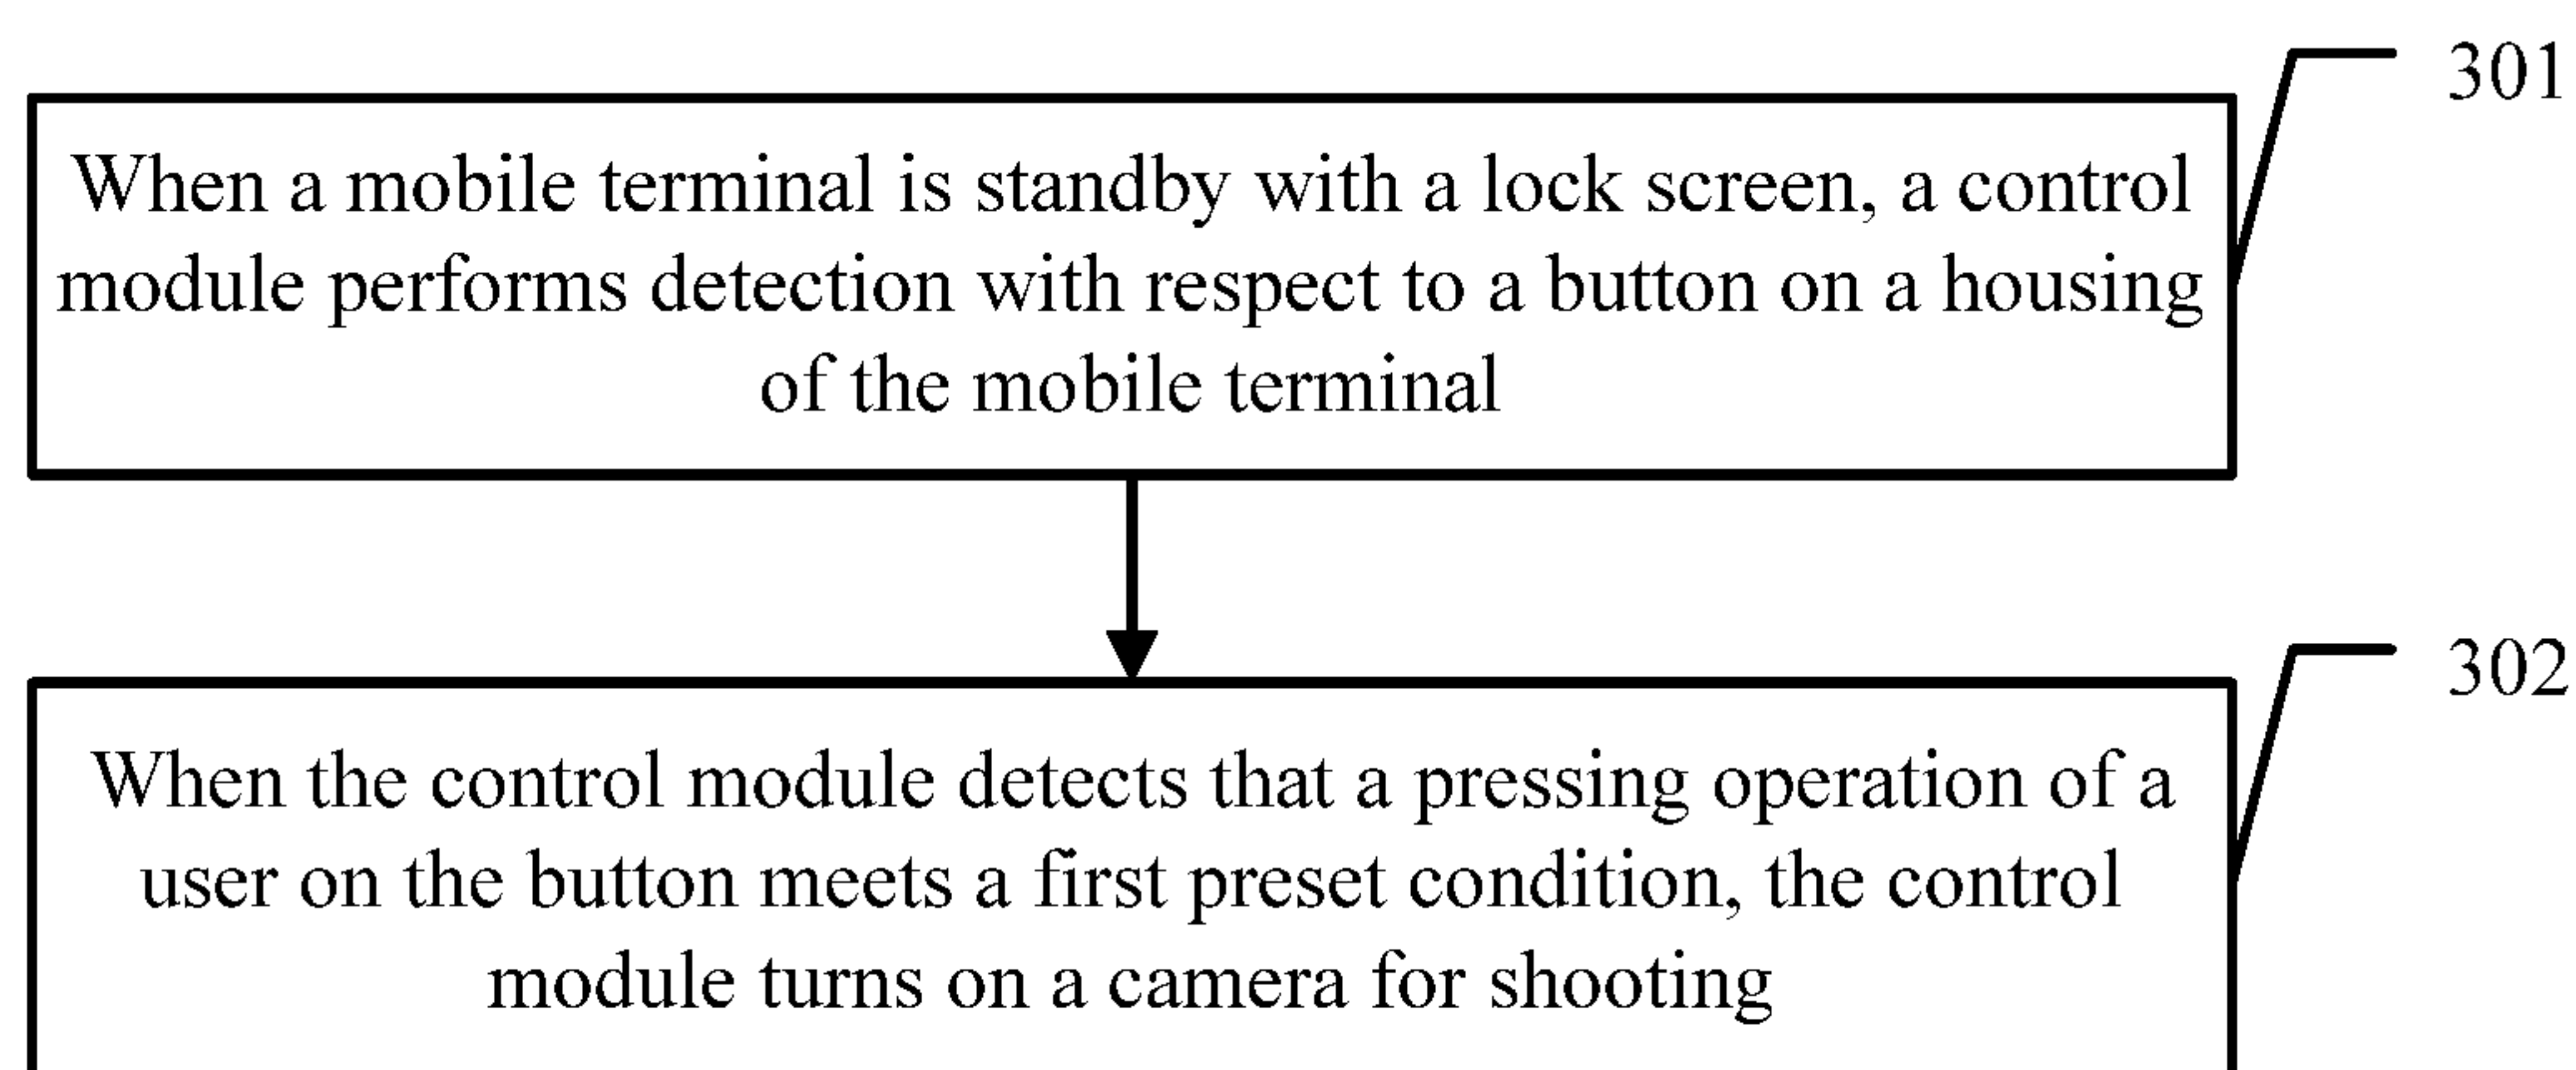 301
When a mobile terminal is standby with a lock screen, a control
module performs detection with respect to a button on a housing
of the mobile terminal
302
When the control module detects that a pressing operation of a
user on the button meets a first preset condition, the control
module turns on a camera for shooting